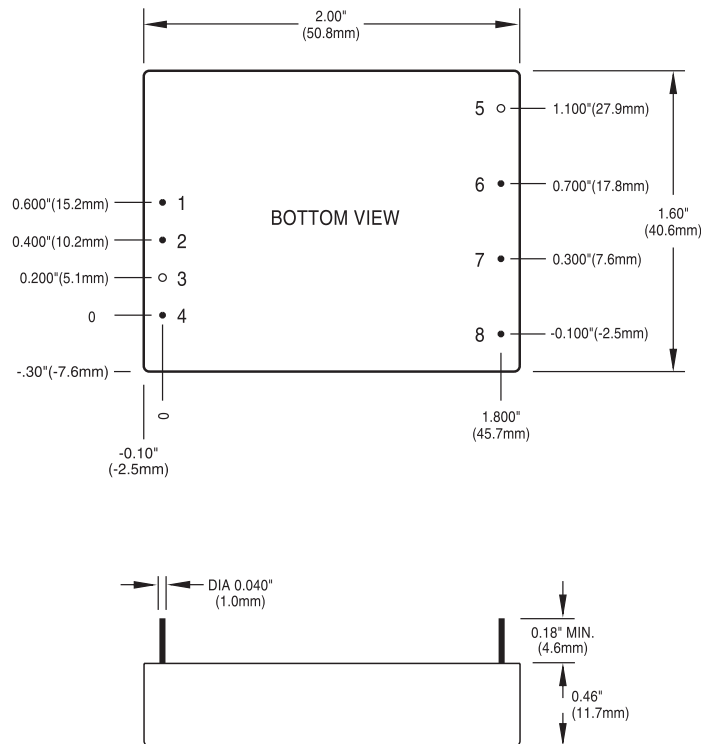 2.00"
(50.8mm)
5
1.100"(27.9mm)
6
0.700"(17.8mm)
0.600"(15.2mm)
1
BOTTOM VIEW
1.60"
(40.6mm)
0.400"(10.2mm)
2
7
0.300"(7.6mm)
0.200"(5.1mm)
3
0
4
8
-0.100"(-2.5mm)
-.30"(-7.6mm)
0
1.800"
(45.7mm)
-0.10"
(-2.5mm)
DIA 0.040"
(1.0mm)
0.18" MIN.
(4.6mm)
0.46"
(11.7mm)